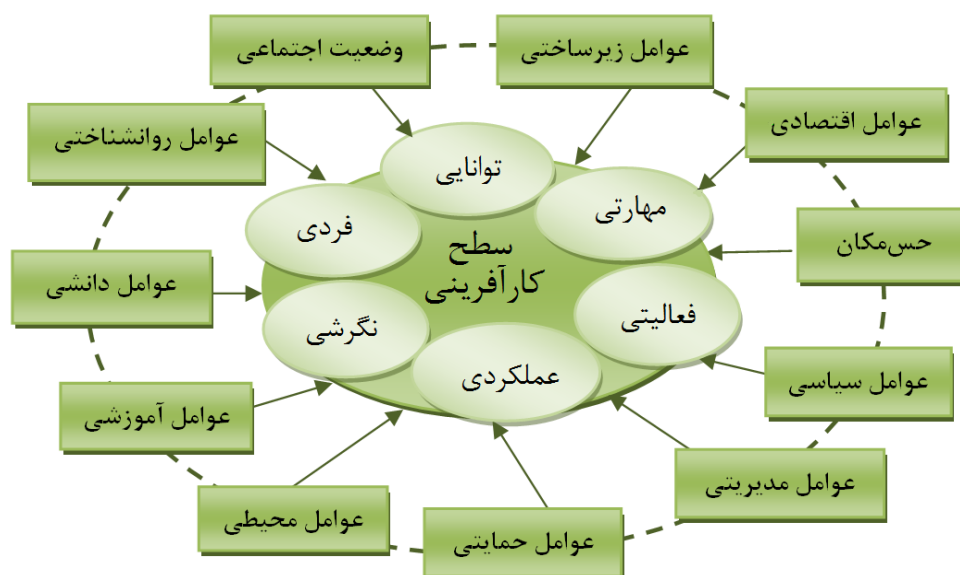 عوامل زیرساختی
وضعیت اجتماعی
عوامل اقتصادی
عوامل روانشناختی
توانایی
مهارتی
فردی
حس‌مکان
سطح
کارآفرینی
عوامل دانشی
فعالیتی
نگرشی
عملکردی
عوامل سیاسی
عوامل آموزشی
عوامل مدیریتی
عوامل محیطی
عوامل حمایتی